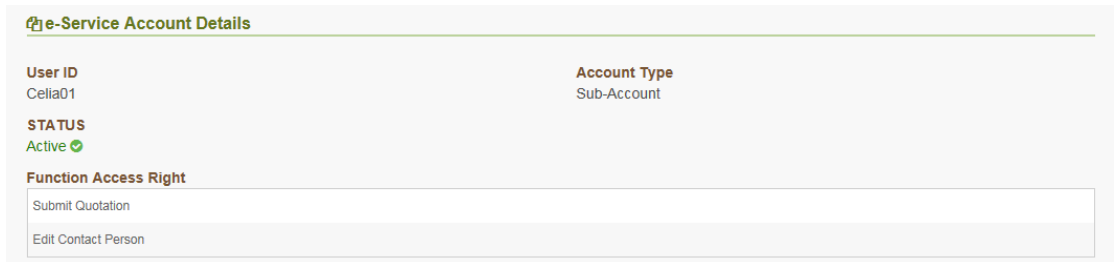 e-Service Account Details
User ID
Account Type
Celia01
Sub-Account
STATUS
Active
Function Access Right
Submit Quotation
Edit Contact Person